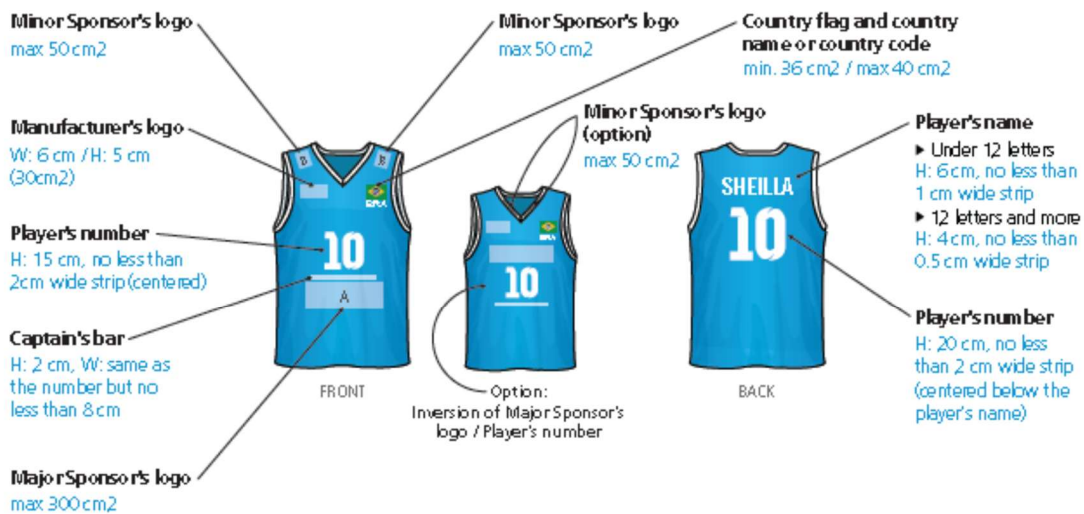 Minor Sponsor's logo
max 50 cm2
Minor Sponsor's logo
max 50 cm2
Country flag and country
name or country code
min. 36 cm2 / max 40 cm2
Manufacturer's logo
W: 6 cm / H: 5 cm
(30cm2)
Minor Sponsor's logo
(option)
max 50 cm2
Player's name
▸ Under 12 letters
H: 6 cm, no less than
1 cm wide strip
▸ 12 letters and more
H: 4 cm, no less than
0.5 cm wide strip
Player's number
H: 15 cm, no less than
2cm wide strip (centered)
Captain's bar
H: 2 cm, W: same as
the number but no
less than 8 cm
Major Sponsor's logo
max 300 cm2
B
B
BRA
10
A
FRONT
BRA
10
Option:
Inversion of Major Sponsor's
logo / Player's number
SHEILLA
10
BACK
Player's number
H: 20 cm, no less
than 2 cm wide strip
(centered below the
player's name)